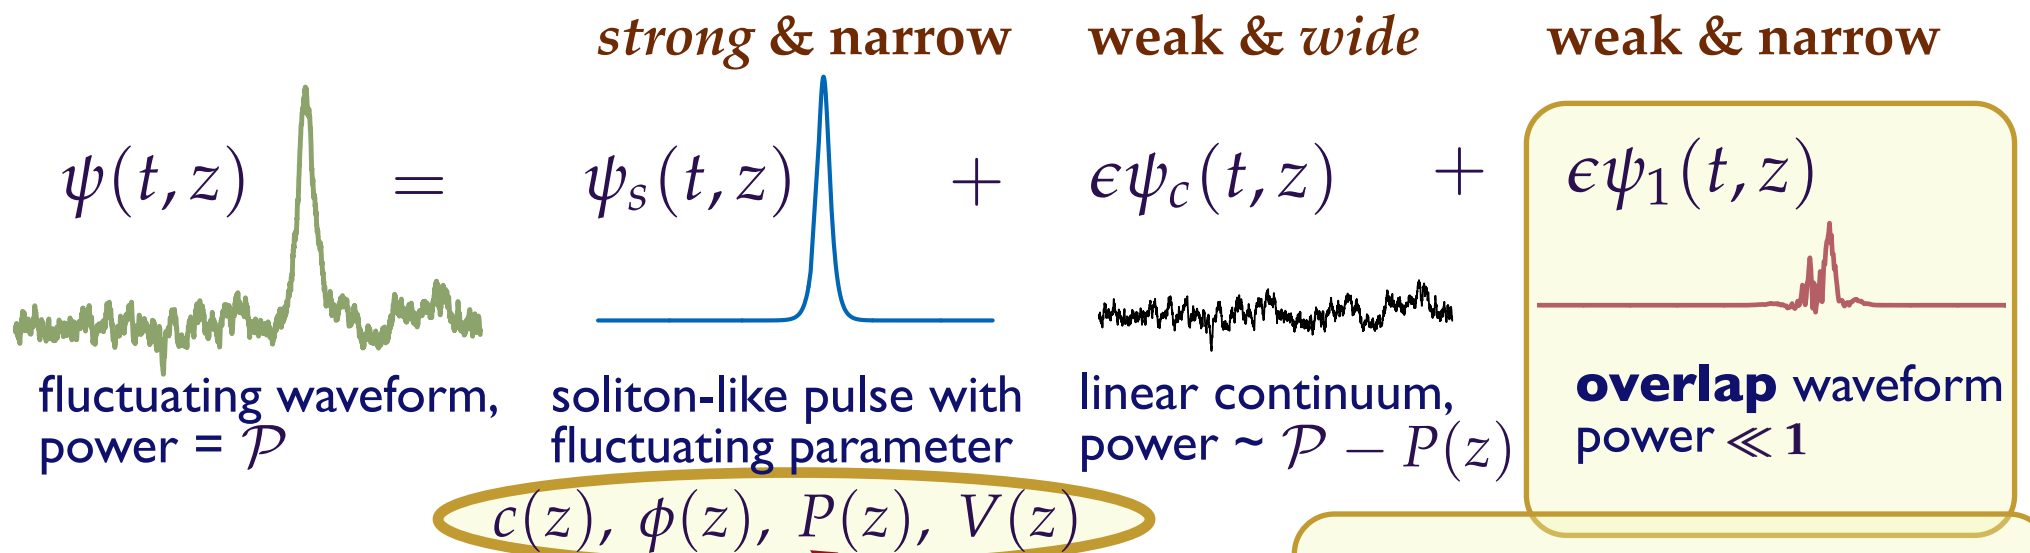 strong & narrow weak & wide weak & narrow
ψ(t, z) = ψₛ(t, z) + ϵψ_c(t, z) + ϵψ₁(t, z)
fluctuating waveform,
power = 𝒫
soliton-like pulse with
fluctuating parameter
linear continuum,
power ~ 𝒫 − P(z)
overlap waveform
power ≪ 1
c(z), ϕ(z), P(z), V(z)